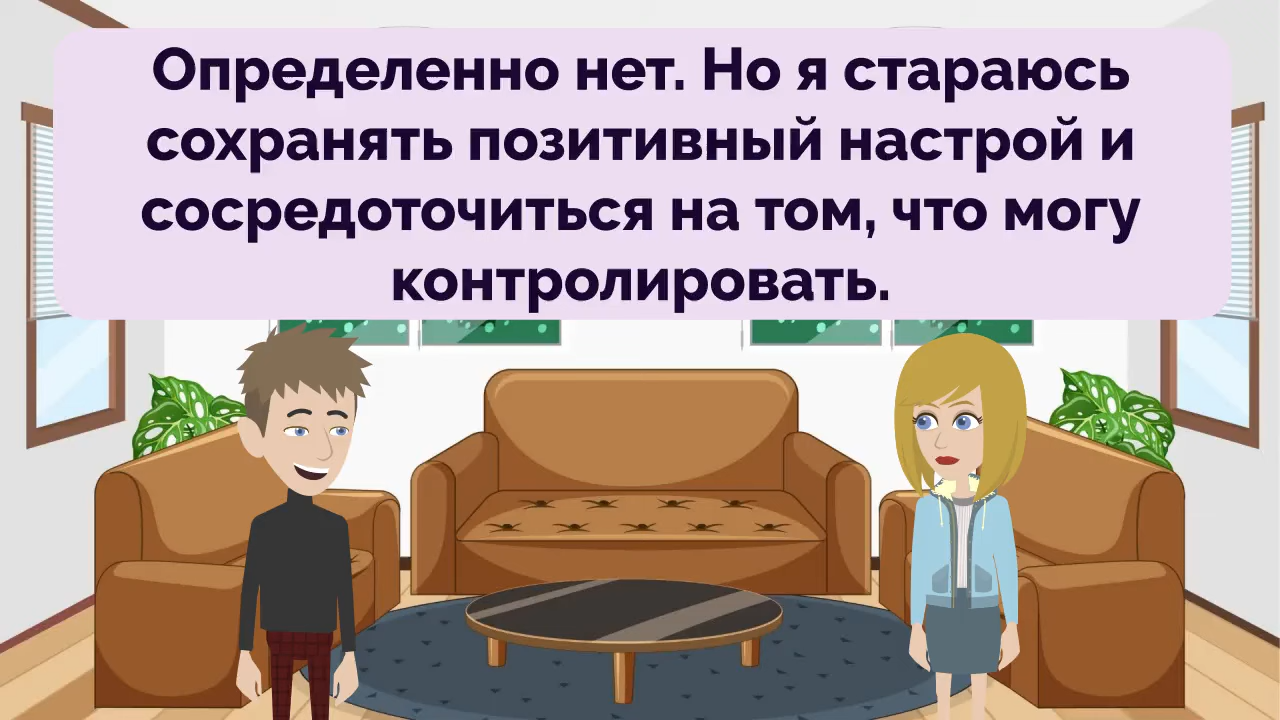 Определенно нет. Но я стараюсь
сохранять позитивный настрой и
сосредоточиться на том, что могу
контролировать.